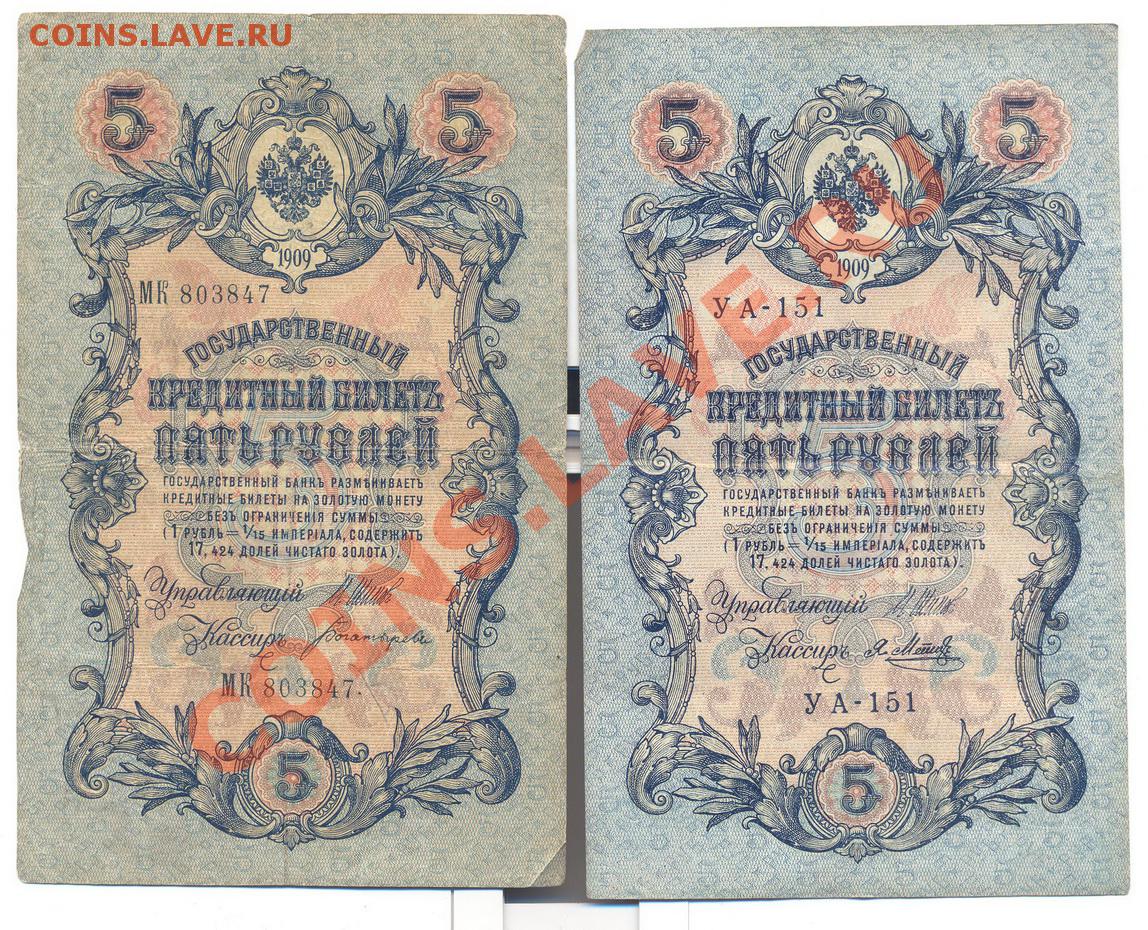 COINS.LAVE.RU
5 5
1909
МК 803847
ГОСУДАРСТВЕННЫЙ
КРЕДИТНЫЙ БИЛЕТЪ
ПЯТЬ РУБЛЕЙ
ГОСУДАРСТВЕННЫЙ БАНКЪ РАЗМѢНИВАЕТЪ
КРЕДИТНЫЕ БИЛЕТЫ НА ЗОЛОТУЮ МОНЕТУ
БЕЗЪ ОГРАНИЧЕНІЯ СУММЫ
(1 РУБЛЬ = 1/15 ИМПЕРІАЛА, СОДЕРЖИТЪ
17,424 ДОЛЕЙ ЧИСТАГО ЗОЛОТА).
Управляющій
Кассиръ Богатыревъ
МК 803847.
5
5 5
1909
УА-151
ГОСУДАРСТВЕННЫЙ
КРЕДИТНЫЙ БИЛЕТЪ
ПЯТЬ РУБЛЕЙ
ГОСУДАРСТВЕННЫЙ БАНКЪ РАЗМѢНИВАЕТЪ
КРЕДИТНЫЕ БИЛЕТЫ НА ЗОЛОТУЮ МОНЕТУ
БЕЗЪ ОГРАНИЧЕНІЯ СУММЫ
(1 РУБЛЬ = 1/15 ИМПЕРІАЛА, СОДЕРЖИТЪ
17,424 ДОЛЕЙ ЧИСТАГО ЗОЛОТА).
Управляющій
Кассиръ Я. Метцъ
УА-151
5
COINS.LAVE.RU